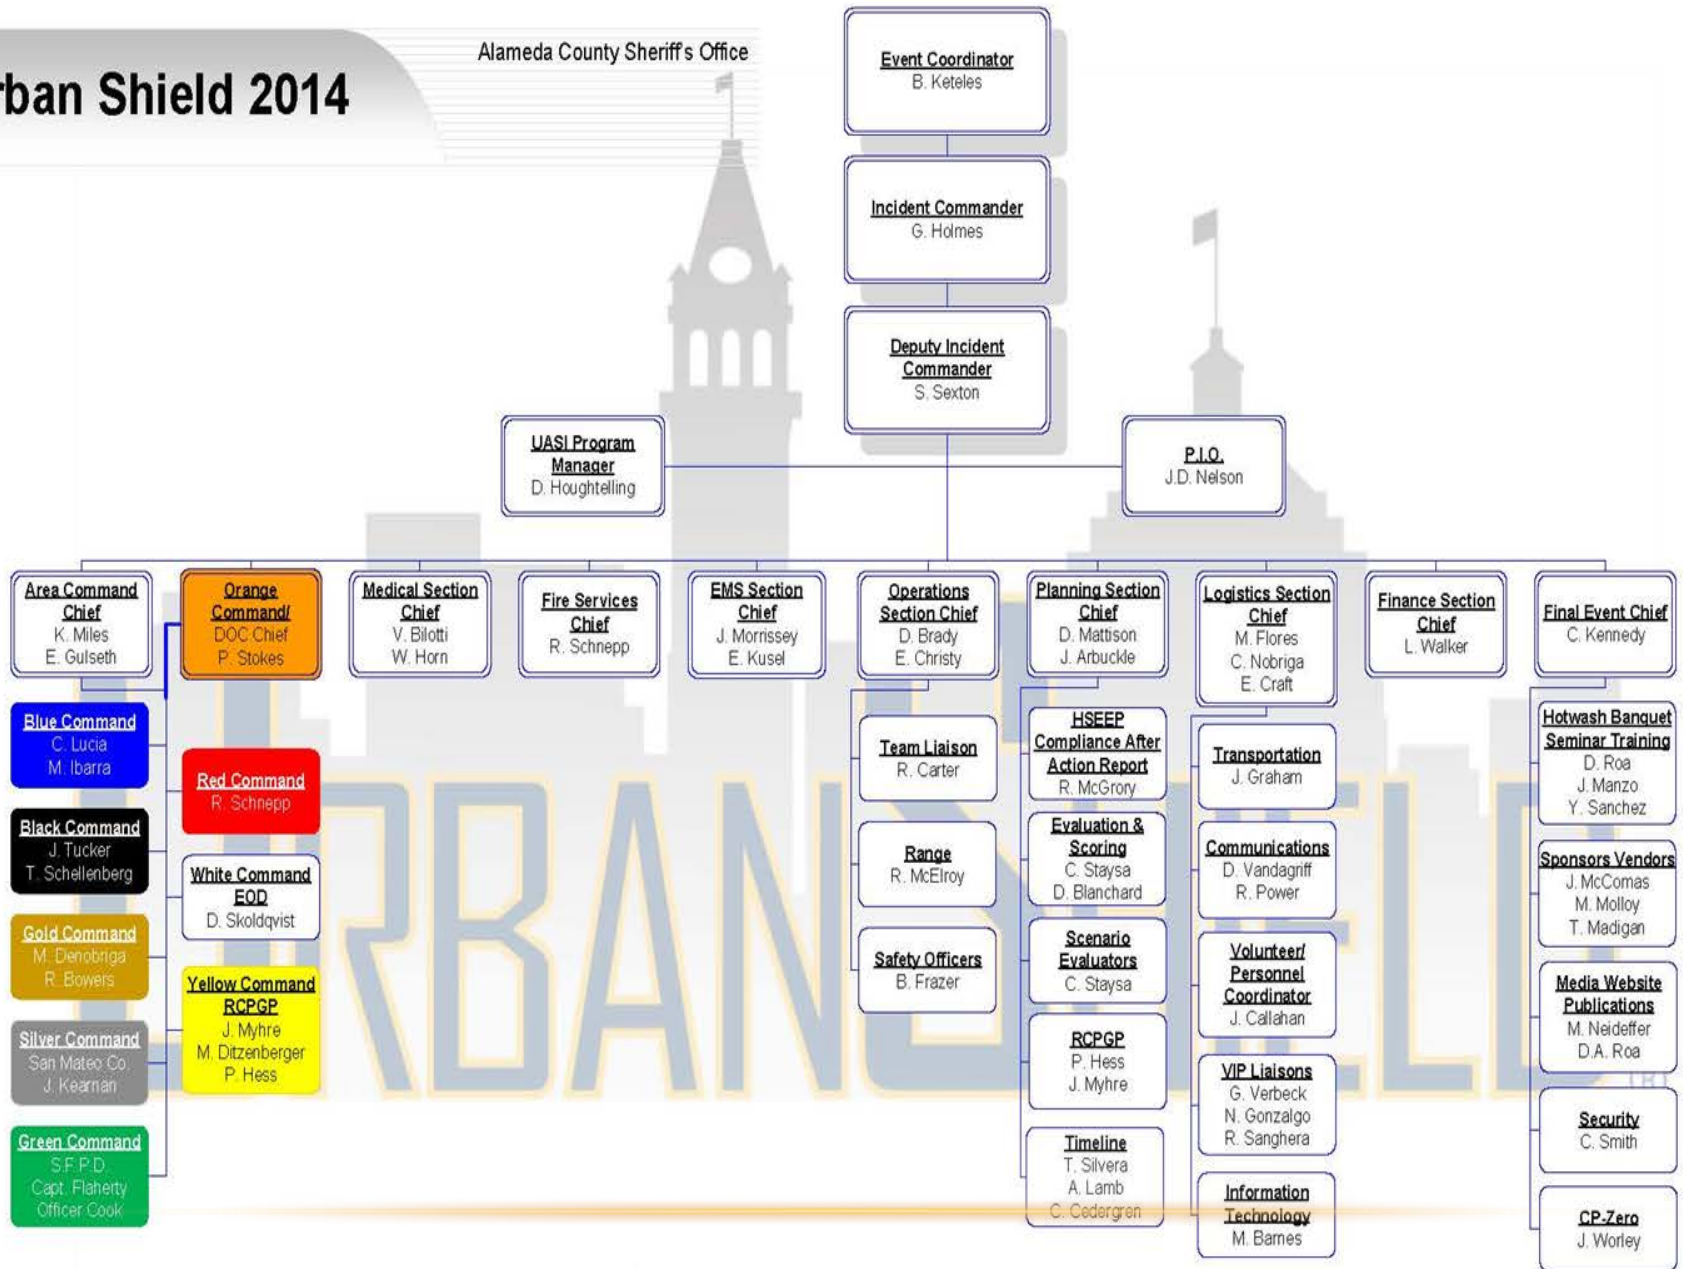 rban Shield 2014
Alameda County Sheriff's Office
Event Coordinator
B. Keteles
Incident Commander
G. Holmes
Deputy Incident
Commander
S. Sexton
UASI Program
Manager
D. Houghtelling
P.I.O.
J.D. Nelson
Area Command
Chief
K. Miles
E. Gulseth
Orange
Command/
DOC Chief
P. Stokes
Medical Section
Chief
V. Bilotti
W. Horn
Fire Services
Chief
R. Schnepp
EMS Section
Chief
J. Morrissey
E. Kusel
Operations
Section Chief
D. Brady
E. Christy
Planning Section
Chief
D. Mattison
J. Arbuckle
Logistics Section
Chief
M. Flores
C. Nobriga
E. Craft
Finance Section
Chief
L. Walker
Final Event Chief
C. Kennedy
Blue Command
C. Lucia
M. Ibarra
Black Command
J. Tucker
T. Schellenberg
Gold Command
M. Denobriga
R. Bowers
Silver Command
San Mateo Co.
J. Kearnan
Green Command
S.F.P.D.
Capt. Flaherty
Officer Cook
Red Command
R. Schnepp
White Command
EOD
D. Skoldqvist
Yellow Command
RCPGP
J. Myhre
M. Ditzenberger
P. Hess
Team Liaison
R. Carter
Range
R. McElroy
Safety Officers
B. Frazer
HSEEP
Compliance After
Action Report
R. McGrory
Evaluation &
Scoring
C. Staysa
D. Blanchard
Scenario
Evaluators
C. Staysa
RCPGP
P. Hess
J. Myhre
Timeline
T. Silvera
A. Lamb
C. Cedergren
Transportation
J. Graham
Communications
D. Vandagriff
R. Power
Volunteer/
Personnel
Coordinator
J. Callahan
VIP Liaisons
G. Verbeck
N. Gonzalgo
R. Sanghera
Information
Technology
M. Barnes
Hotwash Banquet
Seminar Training
D. Roa
J. Manzo
Y. Sanchez
Sponsors Vendors
J. McComas
M. Molloy
T. Madigan
Media Website
Publications
M. Neideffer
D.A. Roa
Security
C. Smith
CP-Zero
J. Worley
URBAN SHIELD
(R)